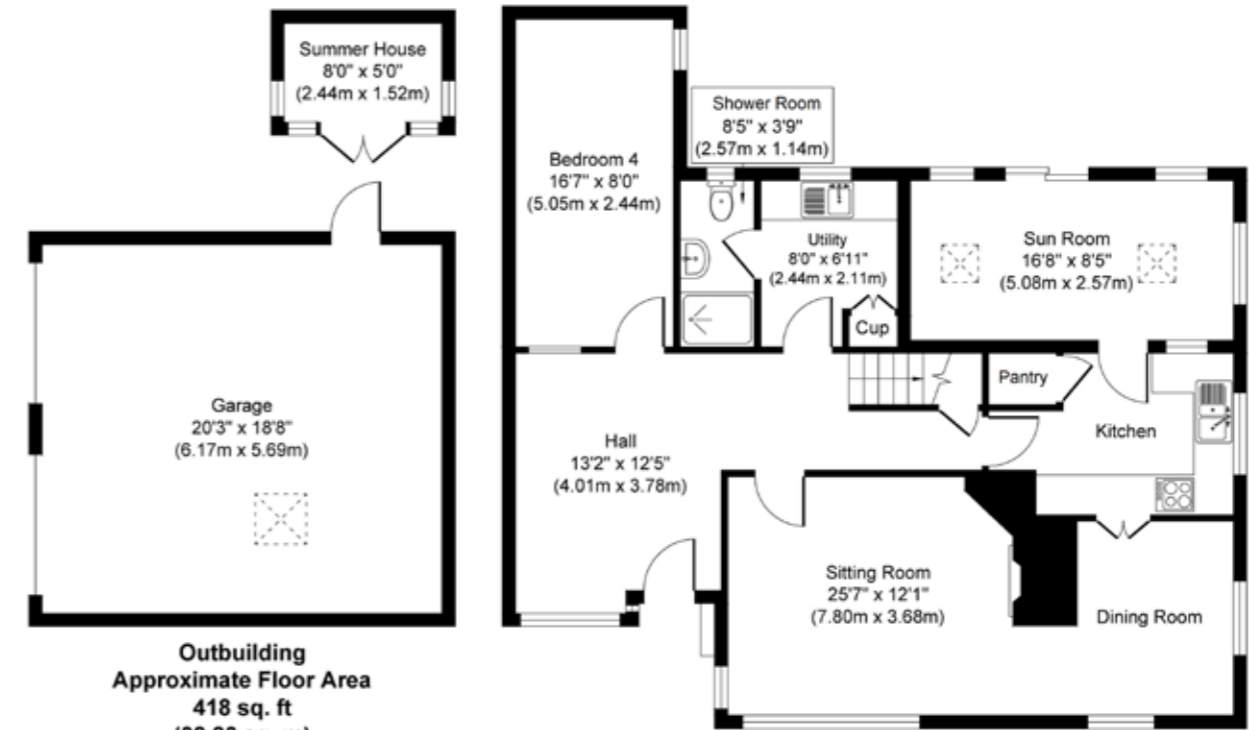 Summer House
8'0" x 5'0"
(2.44m x 1.52m)
Garage
20'3" x 18'8"
(6.17m x 5.69m)
Outbuilding
Approximate Floor Area
418 sq. ft
Bedroom 4
16'7" x 8'0"
(5.05m x 2.44m)
Shower Room
8'5" x 3'9"
(2.57m x 1.14m)
Utility
8'0" x 6'11"
(2.44m x 2.11m)
Cup
Sun Room
16'8" x 8'5"
(5.08m x 2.57m)
Pantry
Kitchen
Hall
13'2" x 12'5"
(4.01m x 3.78m)
Sitting Room
25'7" x 12'1"
(7.80m x 3.68m)
Dining Room